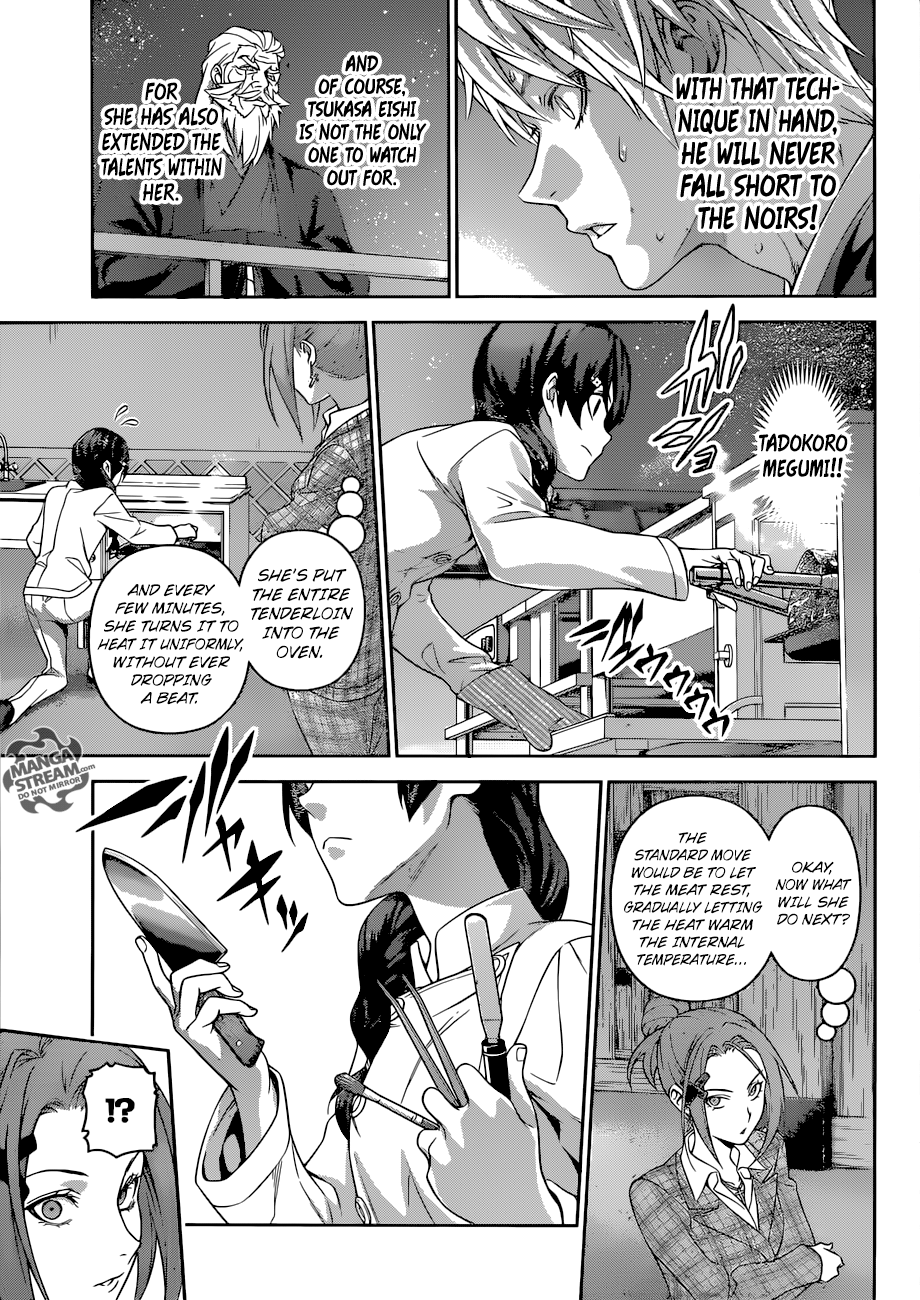 WITH THAT TECH-
NIQUE IN HAND,
HE WILL NEVER
FALL SHORT TO
THE NOIRS!
AND
OF COURSE,
TSUKASA EISHI
IS NOT THE ONLY
ONE TO WATCH
OUT FOR.
FOR
SHE HAS ALSO
EXTENDED THE
TALENTS WITHIN
HER.
TADOKORO
MEGUMI!!
SHE'S PUT
THE ENTIRE
TENDERLOIN
INTO THE
OVEN.
AND EVERY
FEW MINUTES,
SHE TURNS IT TO
HEAT IT UNIFORMLY,
WITHOUT EVER
DROPPING
A BEAT.
MANGA
STREAM.com
DO NOT MIRROR
OKAY,
NOW WHAT
WILL SHE
DO NEXT?
THE
STANDARD MOVE
WOULD BE TO LET
THE MEAT REST,
GRADUALLY LETTING
THE HEAT WARM
THE INTERNAL
TEMPERATURE...
!?